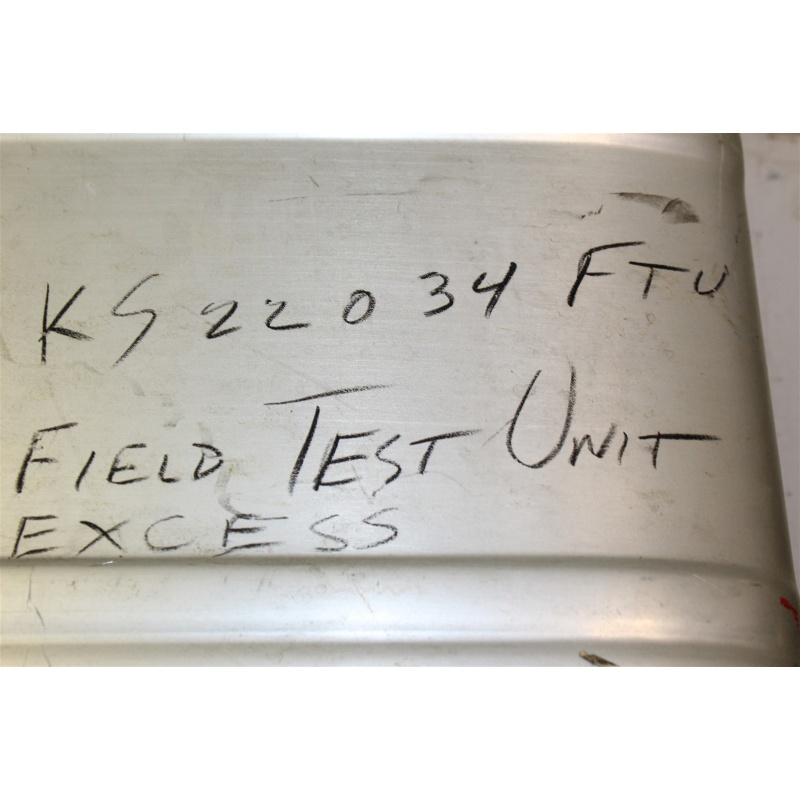 KS 22034 FTU
FIELD TEST UNIT
EXCESS